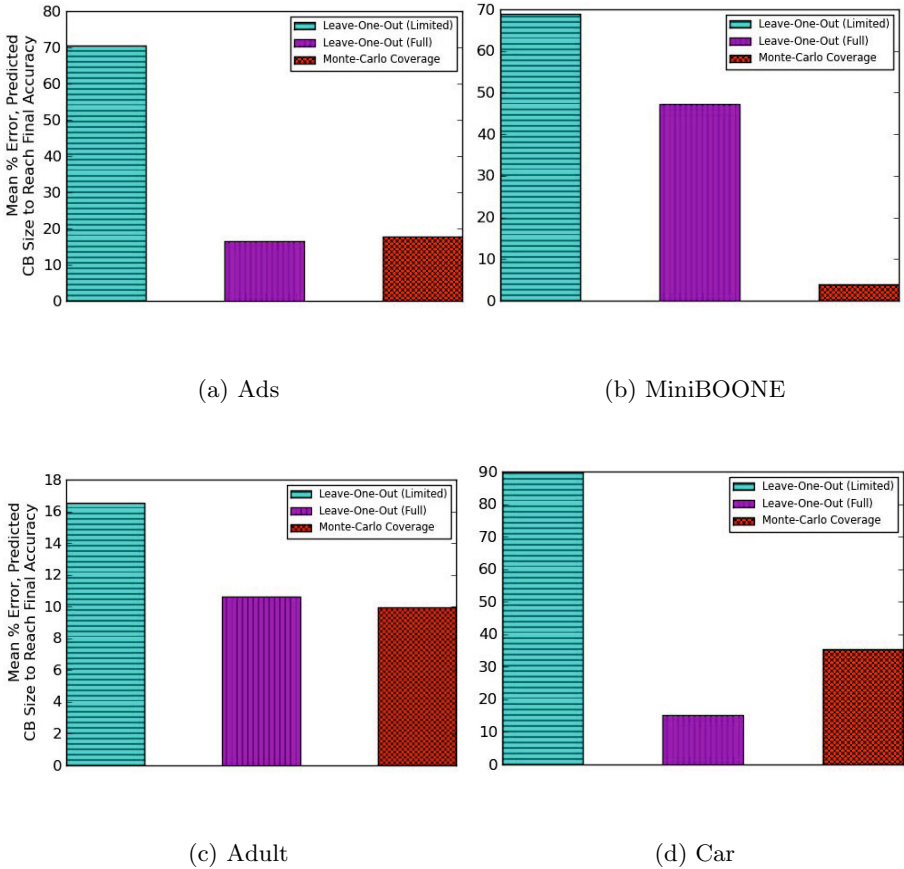 Mean % Error, Predicted
CB Size to Reach Final Accuracy
80
70
60
50
40
30
20
10
0
Leave-One-Out (Limited)
Leave-One-Out (Full)
Monte-Carlo Coverage
(a) Ads
70
60
50
40
30
20
10
0
Leave-One-Out (Limited)
Leave-One-Out (Full)
Monte-Carlo Coverage
(b) MiniBOONE
Mean % Error, Predicted
CB Size to Reach Final Accuracy
18
16
14
12
10
8
6
4
2
0
Leave-One-Out (Limited)
Leave-One-Out (Full)
Monte-Carlo Coverage
(c) Adult
90
80
70
60
50
40
30
20
10
0
Leave-One-Out (Limited)
Leave-One-Out (Full)
Monte-Carlo Coverage
(d) Car